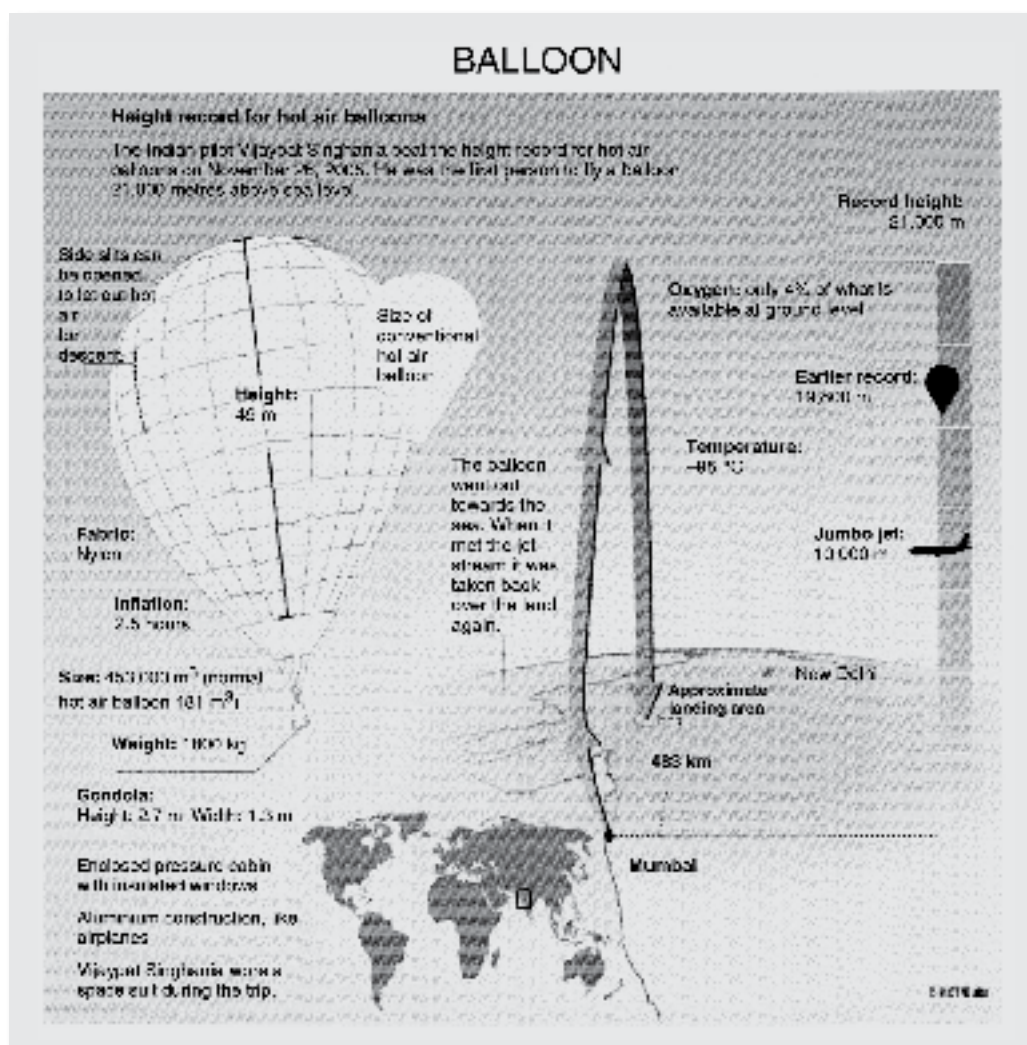 BALLOON
Height record for hot air balloons
The Indian pilot Vijaypat Singhania beat the height record for hot air
balloons on November 26, 2005. He was the first person to fly a balloon
21,000 metres above sea level.
Record height:
21,000 m
Side slits can
be opened
to let out hot
air
for
descent.
Size of
conventional
hot air
balloon
Oxygen: only 4% of what is
available at ground level
Height:
49 m
Earlier record:
19,800 m
Temperature:
–95 °C
The balloon
went out
towards the
sea. When it
met the jet
stream it was
taken back
over the land
again.
Fabric:
Nylon
Jumbo jet:
10 000 m
Inflation:
2.5 hours
Size: 453 000 m³ (normal
hot air balloon 481 m³)
New Delhi
Approximate
landing area
Weight: 1800 kg
483 km
Gondola:
Height: 2.7 m Width: 1.3 m
Mumbai
Enclosed pressure cabin
with insulated windows
Aluminium construction, like
airplanes
Vijaypat Singhania wore a
space suit during the trip.